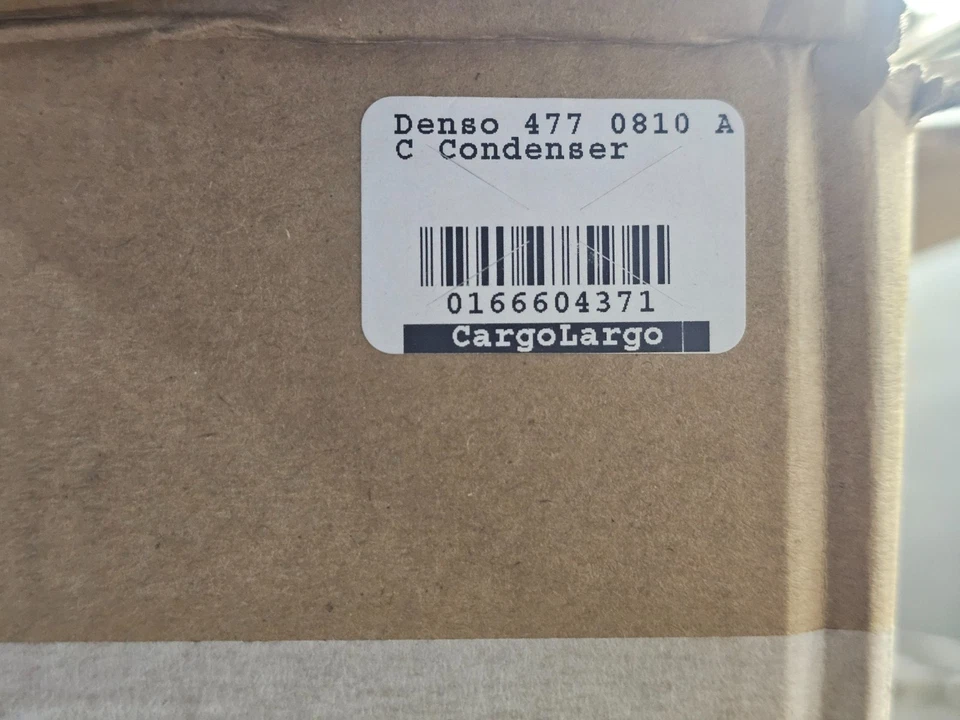 Denso 477 0810 A
C Condenser
0166604371
CargoLargo